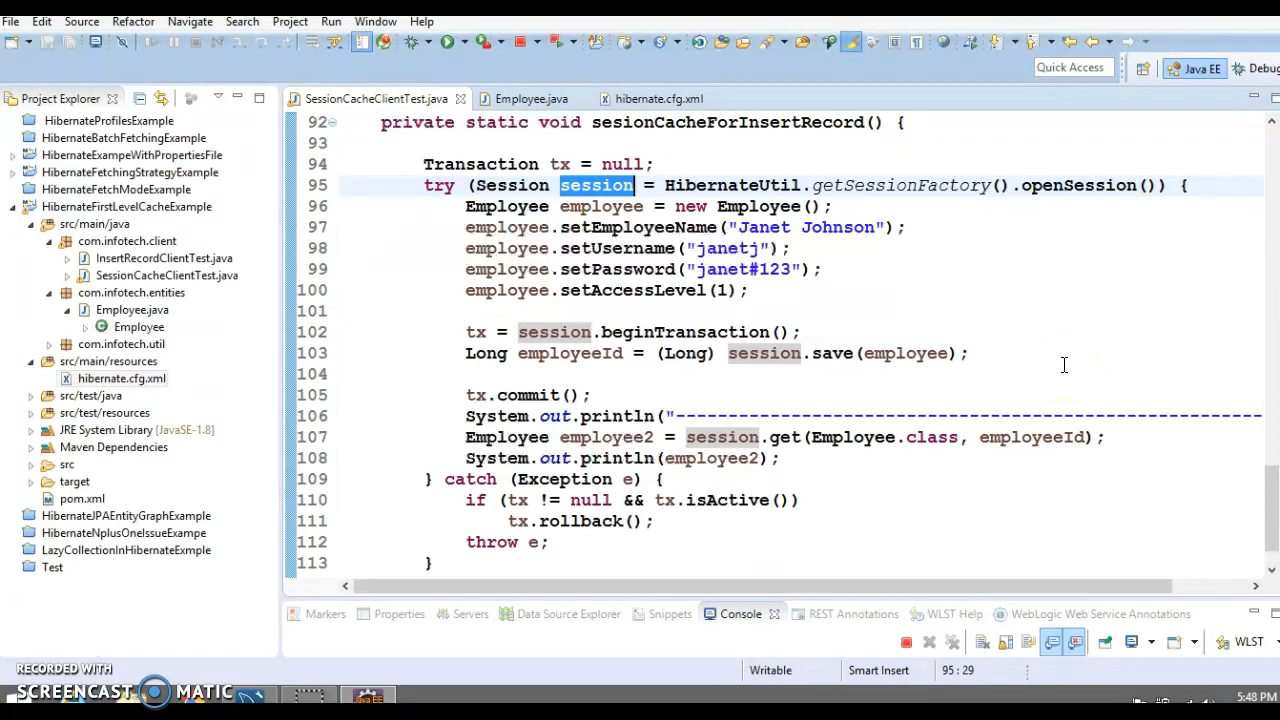 File Edit Source Refactor Navigate Search Project Run Window Help
Quick Access
Java EE
Debug
Project Explorer
SessionCacheClientTest.java
Employee.java
hibernate.cfg.xml
HibernateProfilesExample
HibernateBatchFetchingExample
HibernateExampeWithPropertiesFile
HibernateFetchingStrategyExample
HibernateFetchModeExample
HibernateFirstLevelCacheExample
src/main/java
com.infotech.client
InsertRecordClientTest.java
SessionCacheClientTest.java
com.infotech.entities
Employee.java
Employee
com.infotech.util
src/main/resources
hibernate.cfg.xml
src/test/java
src/test/resources
JRE System Library [JavaSE-1.8]
Maven Dependencies
src
target
pom.xml
HibernateJPAEntityGraphExample
HibernateNplusOneIssueExampe
LazyCollectionInHibernateExmple
Test
92 private static void sesionCacheForInsertRecord() {
93
94 Transaction tx = null;
95 try (Session session = HibernateUtil.getSessionFactory().openSession()) {
96 Employee employee = new Employee();
97 employee.setEmployeeName("Janet Johnson");
98 employee.setUsername("janetj");
99 employee.setPassword("janet#123");
100 employee.setAccessLevel(1);
101
102 tx = session.beginTransaction();
103 Long employeeId = (Long) session.save(employee);
104
105 tx.commit();
106 System.out.println("--------------------------------------------------------
107 Employee employee2 = session.get(Employee.class, employeeId);
108 System.out.println(employee2);
109 } catch (Exception e) {
110 if (tx != null && tx.isActive())
111 tx.rollback();
112 throw e;
113 }
Markers Properties Servers Data Source Explorer Snippets Console REST Annotations WLST Help WebLogic Web Service Annotations
WLST
Writable Smart Insert 95 : 29
RECORDED WITH
SCREENCAST MATIC
Java EE
5:48 PM